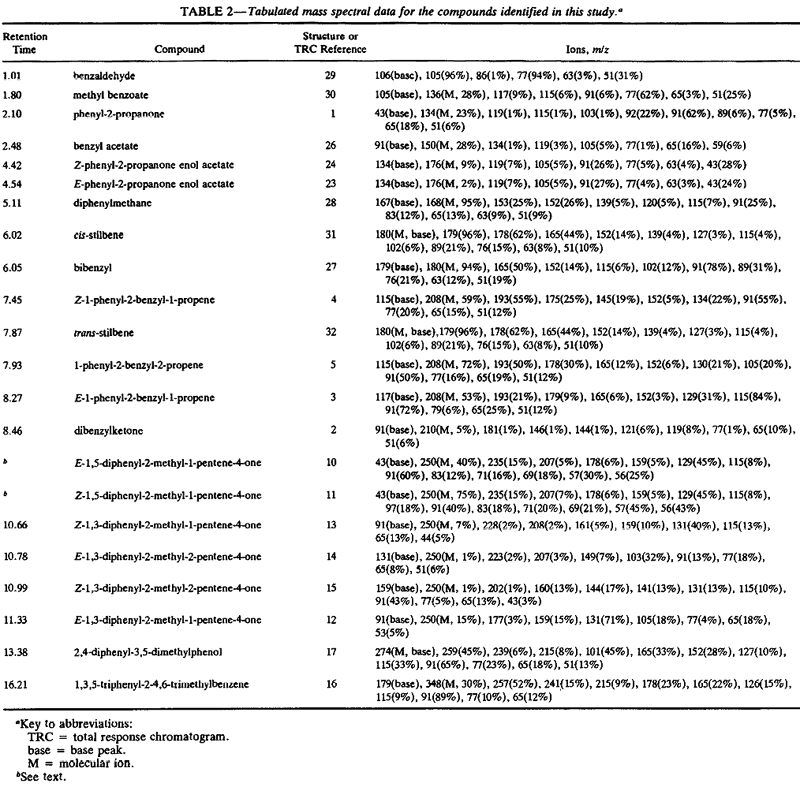 TABLE 2—Tabulated mass spectral data for the compounds identified in this study.ᵃ
Retention Time Compound Structure or TRC Reference Ions, m/z
1.01 benzaldehyde 29 106(base), 105(96%), 86(1%), 77(94%), 63(3%), 51(31%)
1.80 methyl benzoate 30 105(base), 136(M, 28%), 117(9%), 115(6%), 91(6%), 77(62%), 65(3%), 51(25%)
2.10 phenyl-2-propanone 1 43(base), 134(M, 23%), 119(1%), 115(1%), 103(1%), 92(22%), 91(62%), 89(6%), 77(5%),
65(18%), 51(6%)
2.48 benzyl acetate 26 91(base), 150(M, 28%), 134(1%), 119(3%), 105(5%), 77(1%), 65(16%), 59(6%)
4.42 Z-phenyl-2-propanone enol acetate 24 134(base), 176(M, 9%), 119(7%), 105(5%), 91(26%), 77(5%), 63(4%), 43(28%)
4.54 E-phenyl-2-propanone enol acetate 23 134(base), 176(M, 2%), 119(7%), 105(5%), 91(27%), 77(4%), 63(3%), 43(24%)
5.11 diphenylmethane 28 167(base), 168(M, 95%), 153(25%), 152(26%), 139(5%), 120(5%), 115(7%), 91(25%),
83(12%), 65(13%), 63(9%), 51(9%)
6.02 cis-stilbene 31 180(M, base), 179(96%), 178(62%), 165(44%), 152(14%), 139(4%), 127(3%), 115(4%),
102(6%), 89(21%), 76(15%), 63(8%), 51(10%)
6.05 bibenzyl 27 179(base), 180(M, 94%), 165(50%), 152(14%), 115(6%), 102(12%), 91(78%), 89(31%),
76(21%), 63(12%), 51(19%)
7.45 Z-1-phenyl-2-benzyl-1-propene 4 115(base), 208(M, 59%), 193(55%), 175(25%), 145(19%), 152(5%), 134(22%), 91(55%),
77(20%), 65(15%), 51(12%)
7.87 trans-stilbene 32 180(M, base),179(96%), 178(62%), 165(44%), 152(14%), 139(4%), 127(3%), 115(4%),
102(6%), 89(21%), 76(15%), 63(8%), 51(10%)
7.93 1-phenyl-2-benzyl-2-propene 5 115(base), 208(M, 72%), 193(50%), 178(30%), 165(12%), 152(6%), 130(21%), 105(20%),
91(50%), 77(16%), 65(19%), 51(12%)
8.27 E-1-phenyl-2-benzyl-1-propene 3 117(base), 208(M, 53%), 193(21%), 179(9%), 165(6%), 152(3%), 129(31%), 115(84%),
91(72%), 79(6%), 65(25%), 51(12%)
8.46 dibenzylketone 2 91(base), 210(M, 5%), 181(1%), 146(1%), 144(1%), 121(6%), 119(8%), 77(1%), 65(10%),
51(6%)
ᵇ E-1,5-diphenyl-2-methyl-1-pentene-4-one 10 43(base), 250(M, 40%), 235(15%), 207(5%), 178(6%), 159(5%), 129(45%), 115(8%),
91(60%), 83(12%), 71(16%), 69(18%), 57(30%), 56(25%)
ᵇ Z-1,5-diphenyl-2-methyl-1-pentene-4-one 11 43(base), 250(M, 75%), 235(15%), 207(7%), 178(6%), 159(5%), 129(45%), 115(8%),
97(18%), 91(40%), 83(18%), 71(20%), 69(21%), 57(45%), 56(43%)
10.66 Z-1,3-diphenyl-2-methyl-1-pentene-4-one 13 91(base), 250(M, 7%), 228(2%), 208(2%), 161(5%), 159(10%), 131(40%), 115(13%),
65(13%), 44(5%)
10.78 E-1,3-diphenyl-2-methyl-2-pentene-4-one 14 131(base), 250(M, 1%), 223(2%), 207(3%), 149(7%), 103(32%), 91(13%), 77(18%),
65(8%), 51(6%)
10.99 Z-1,3-diphenyl-2-methyl-2-pentene-4-one 15 159(base), 250(M, 1%), 202(1%), 160(13%), 144(17%), 141(13%), 131(13%), 115(10%),
91(43%), 77(5%), 65(13%), 43(3%)
11.33 E-1,3-diphenyl-2-methyl-1-pentene-4-one 12 91(base), 250(M, 15%), 177(3%), 159(15%), 131(71%), 105(18%), 77(4%), 65(18%),
53(5%)
13.38 2,4-diphenyl-3,5-dimethylphenol 17 274(M, base), 259(45%), 239(6%), 215(8%), 101(45%), 165(33%), 152(28%), 127(10%),
115(33%), 91(65%), 77(23%), 65(18%), 51(13%)
16.21 1,3,5-triphenyl-2-4,6-trimethylbenzene 16 179(base), 348(M, 30%), 257(52%), 241(15%), 215(9%), 178(23%), 165(22%), 126(15%),
115(9%), 91(89%), 77(10%), 65(12%)
ᵃKey to abbreviations:
TRC = total response chromatogram.
base = base peak.
M = molecular ion.
ᵇSee text.